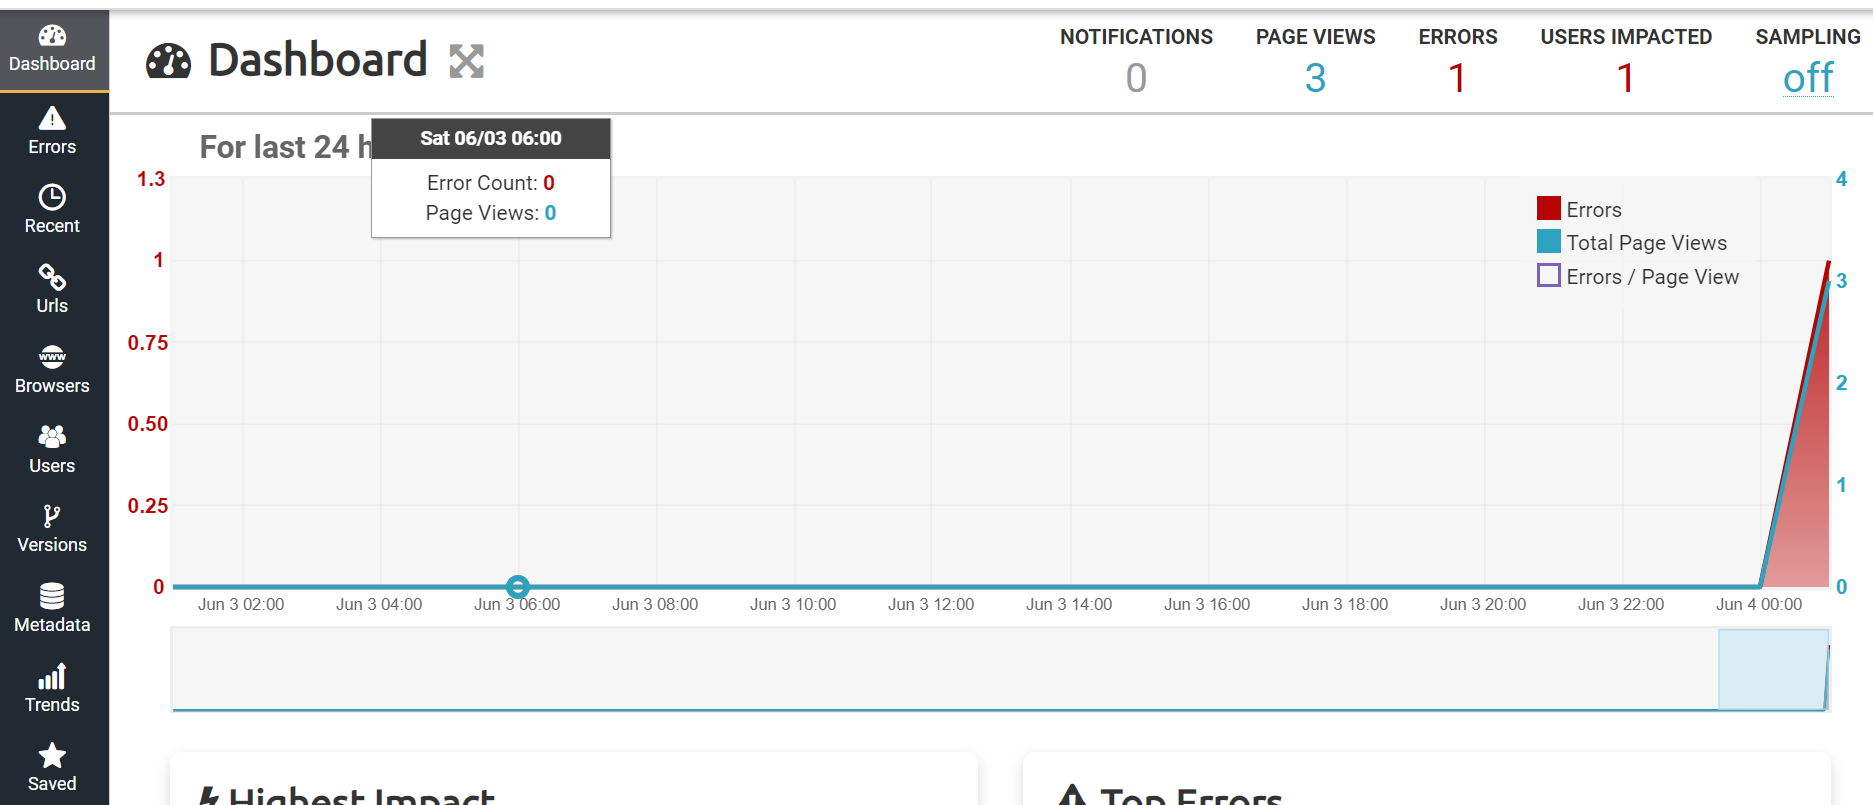 Dashboard
Errors
Recent
Urls
www
Browsers
Users
Versions
Metadata
Trends
Saved
Dashboard
NOTIFICATIONS
0
PAGE VIEWS
3
ERRORS
1
USERS IMPACTED
1
SAMPLING
off
For last 24 h
Sat 06/03 06:00
Error Count: 0
Page Views: 0
1.3
1
0.75
0.50
0.25
0
4
3
2
1
0
Errors
Total Page Views
Errors / Page View
Jun 3 02:00
Jun 3 04:00
Jun 3 06:00
Jun 3 08:00
Jun 3 10:00
Jun 3 12:00
Jun 3 14:00
Jun 3 16:00
Jun 3 18:00
Jun 3 20:00
Jun 3 22:00
Jun 4 00:00
Highest Impact
Top Errors